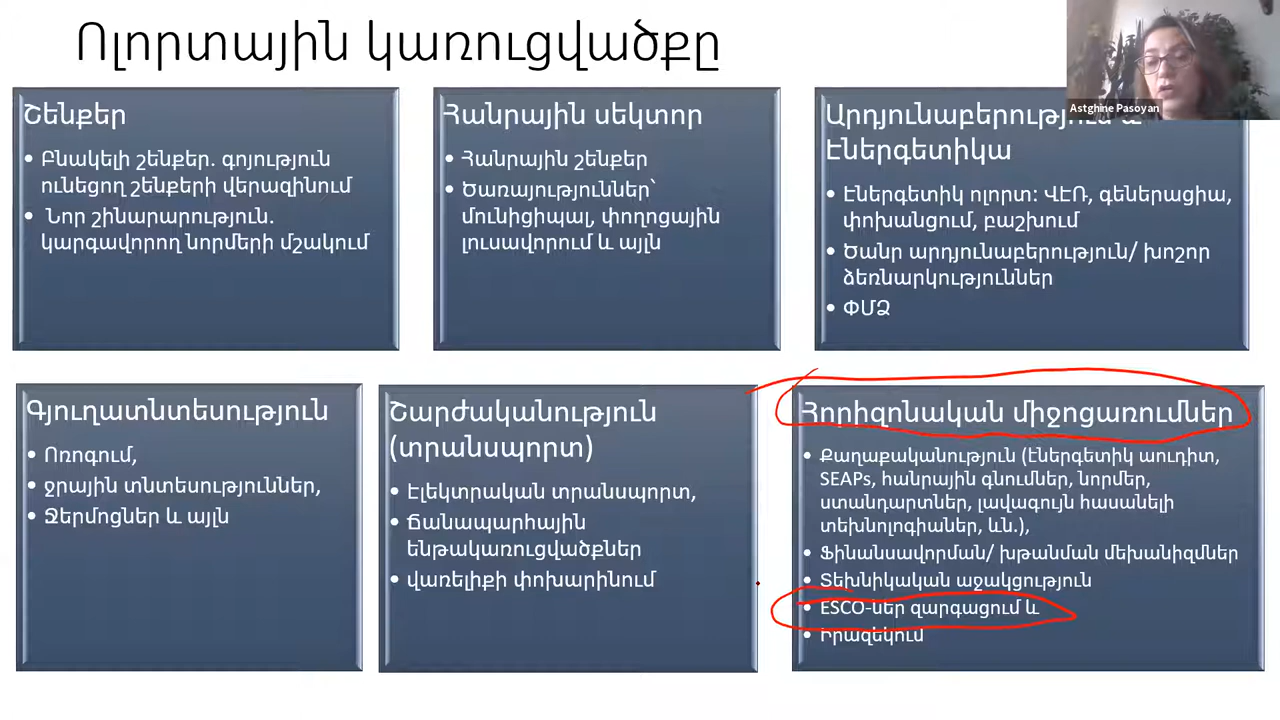 Ոլորտային կառուցվածքը
Astghine Pasoyan
Շենքեր
• Բնակելի շենքեր. գոյություն
ունեցող շենքերի վերազինում
• Նոր շինարարություն.
կարգավորող նորմերի մշակում
Հանրային սեկտոր
• Հանրային շենքեր
• Ծառայություններ՝
մունիցիպալ, փողոցային
լուսավորում և այլն
Արդյունաբերություն &
Էներգետիկա
• Էներգետիկ ոլորտ: ՎԷՌ, գեներացիա,
փոխանցում, բաշխում
• Ծանր արդյունաբերություն/ խոշոր
ձեռնարկություններ
• ՓՄՁ
Գյուղատնտեսություն
• Ոռոգում,
• ջրային տնտեսություններ,
• Ջերմոցներ և այլն
Շարժականություն
(տրանսպորտ)
• Էլեկտրական տրանսպորտ,
• Ճանապարհային
ենթակառուցվածքներ
• վառելիքի փոխարինում
Հորիզոնական միջոցառումներ
• Քաղաքականություն (էներգետիկ աուդիտ,
SEAPs, հանրային գնումներ, նորմեր,
ստանդարտներ, լավագույն հասանելի
տեխնոլոգիաներ, ևն.),
• Ֆինանսավորման/ խթանման մեխանիզմներ
• Տեխնիկական աջակցություն
• ESCO-ներ զարգացում և
• Իրազեկում